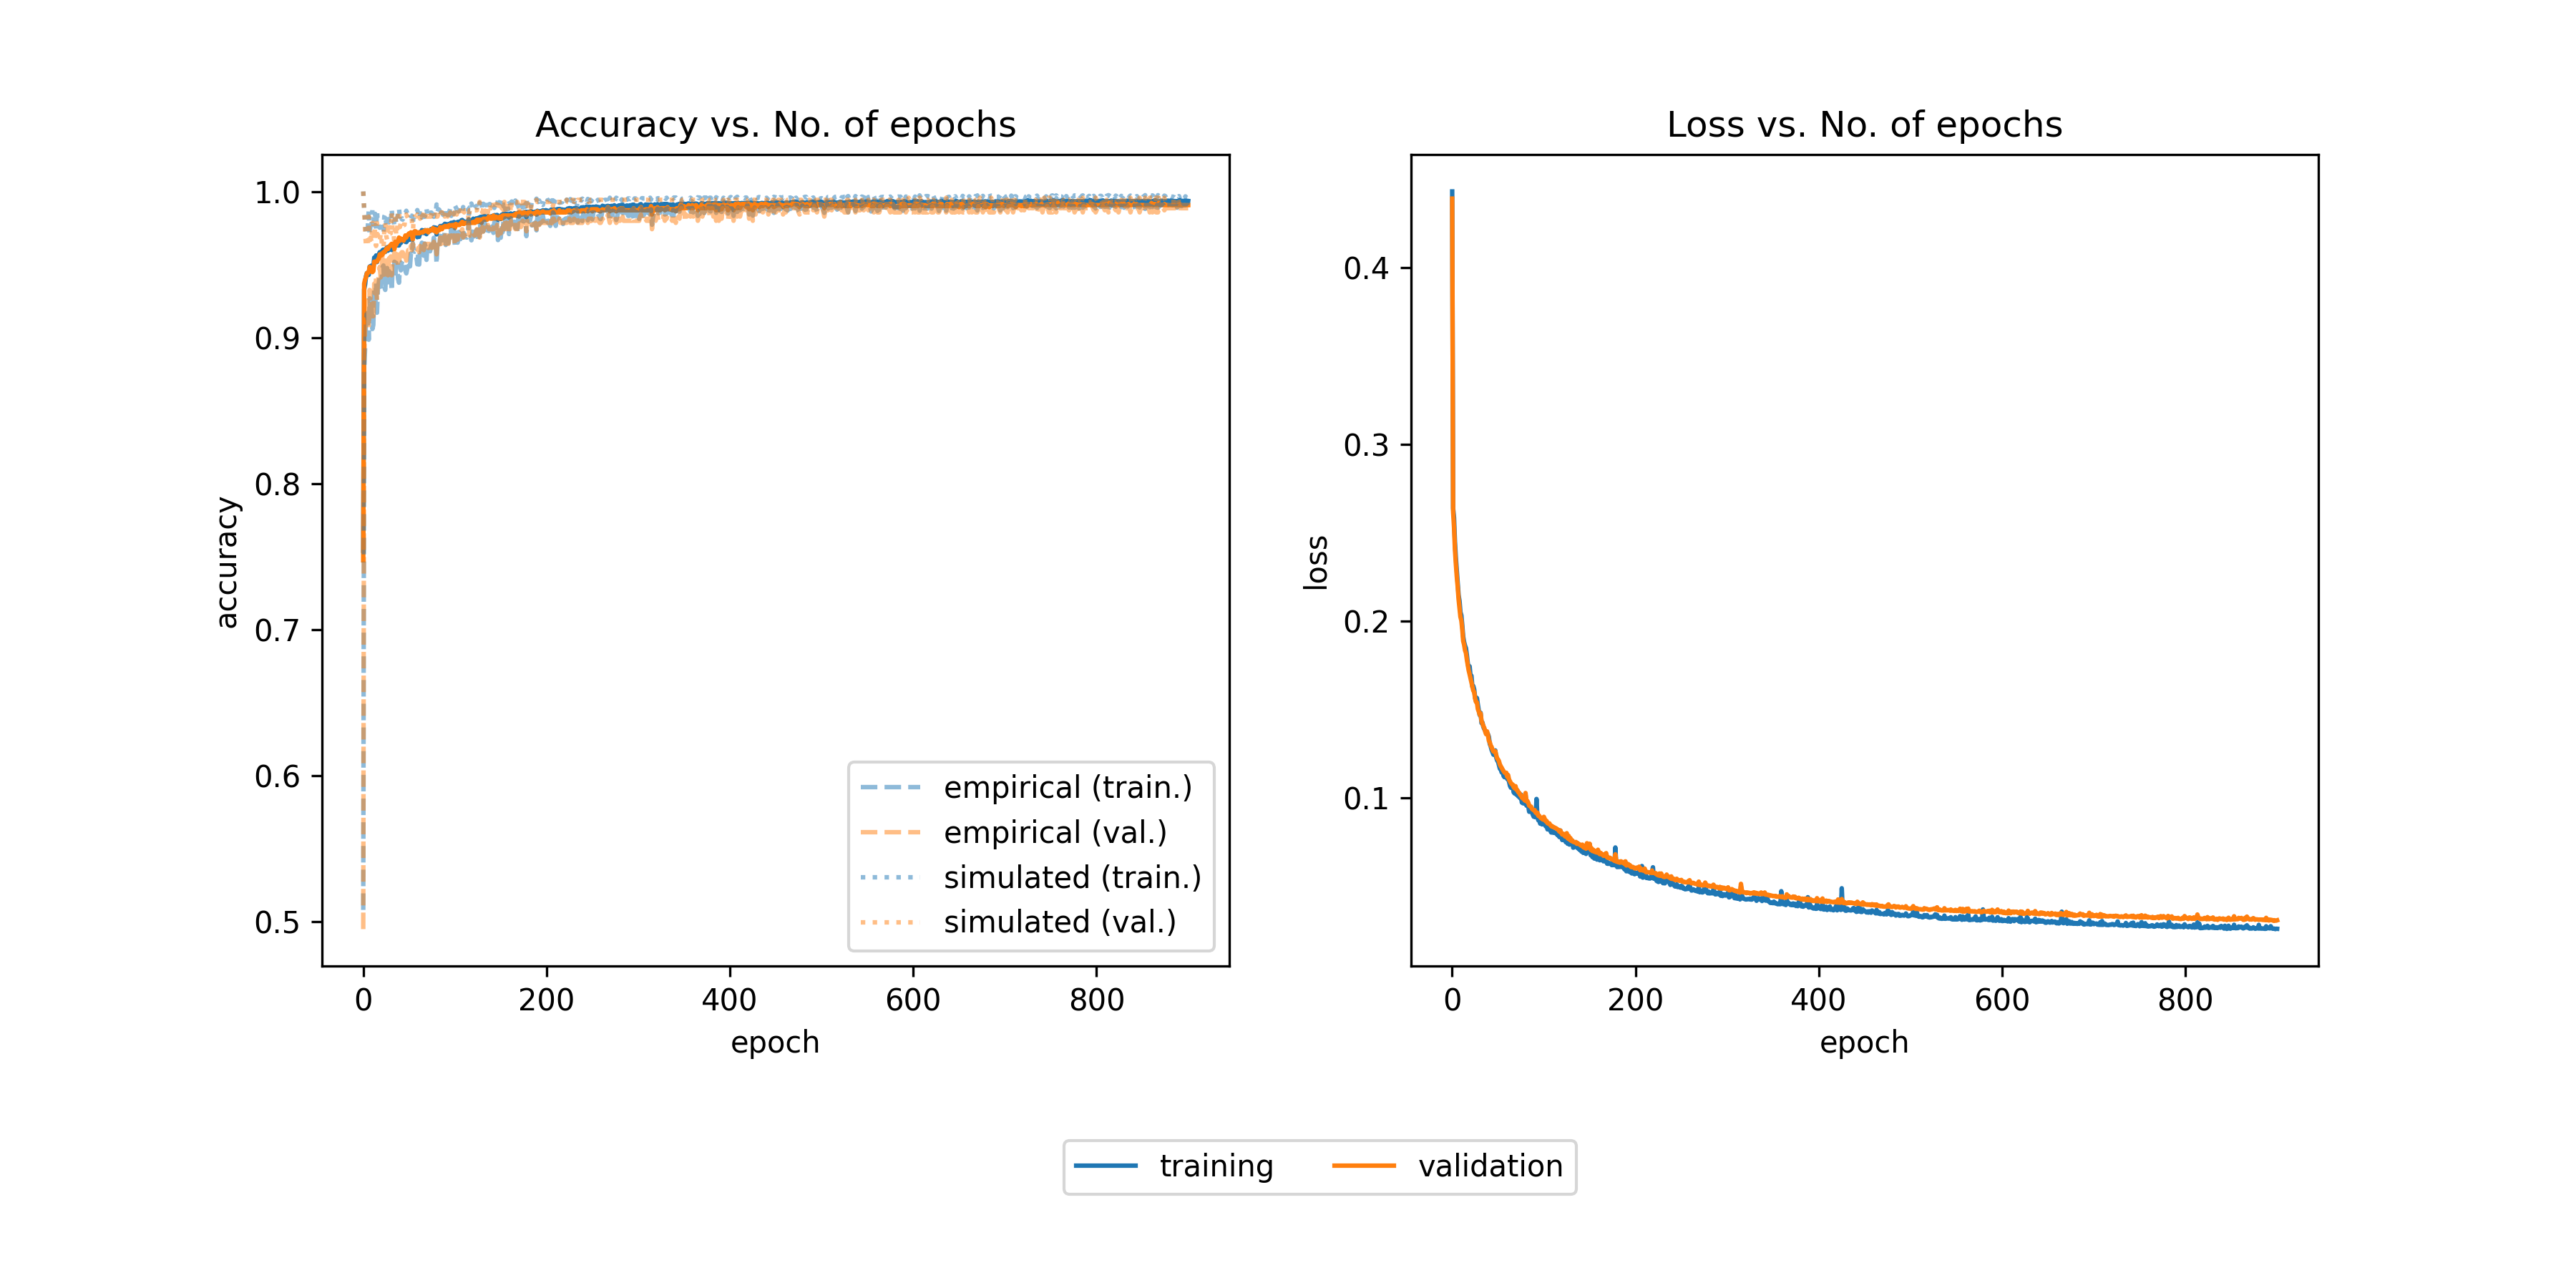 Accuracy vs. No. of epochs
1.0
0.9
0.8
0.7
0.6
0.5
accuracy
0 200 400 600 800
epoch
empirical (train.)
empirical (val.)
simulated (train.)
simulated (val.)
Loss vs. No. of epochs
0.4
0.3
0.2
0.1
loss
0 200 400 600 800
epoch
training validation